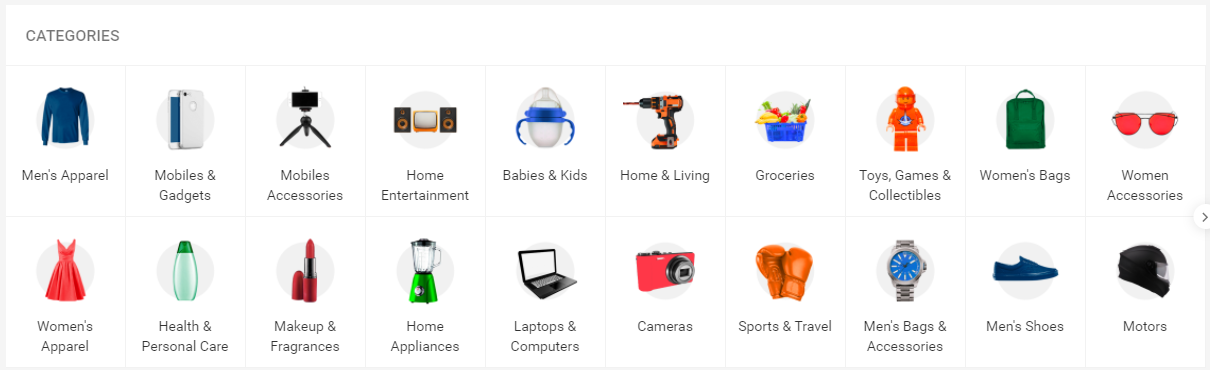 CATEGORIES
Men's Apparel
Mobiles &
Gadgets
Mobiles
Accessories
Home
Entertainment
Babies & Kids
Home & Living
Groceries
Toys, Games &
Collectibles
Women's Bags
Women
Accessories
Women's
Apparel
Health &
Personal Care
Makeup &
Fragrances
Home
Appliances
Laptops &
Computers
Cameras
Sports & Travel
Men's Bags &
Accessories
Men's Shoes
Motors